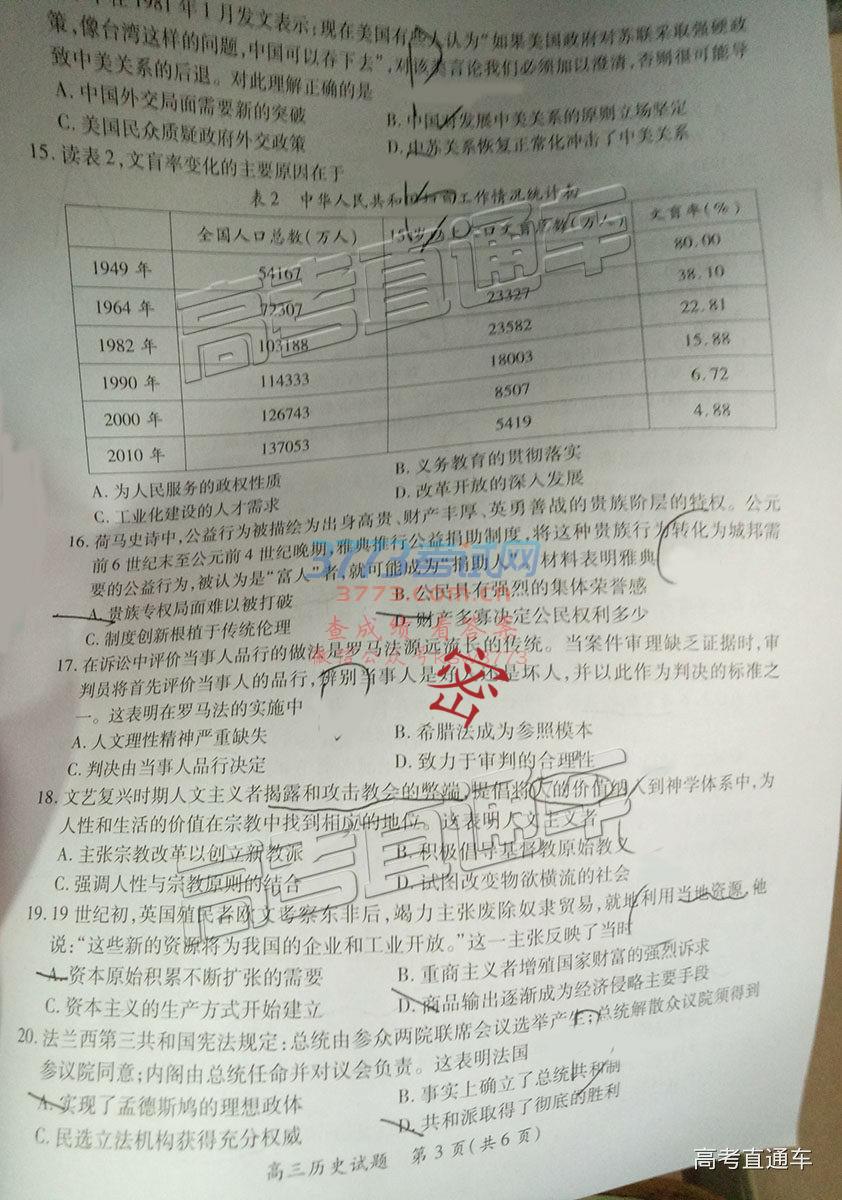 年1月发文表示:现在美国有些人认为“如果美国政府对苏联采取强硬政
策,像台湾这样的问题,中国可以吞下去”,对该类言论我们必须加以澄清,否则很可能导
致中美关系的后退。对此理解正确的是
A.中国外交局面需要新的突破
B.中国对发展中美关系的原则立场坚定
C.美国民众质疑政府外交政策
D.中苏关系恢复正常化冲击了中美关系
15.读表2,文盲率变化的主要原因在于
表2 中华人民共和国扫盲工作情况统计
全国人口总数(万人) 15岁及以上人口文盲总数(万人) 文盲率(%)
1949年 54167 80.00
1964年 72307 23327 38.10
1982年 103188 23582 22.81
1990年 114333 18003 15.88
2000年 126743 8507 6.72
2010年 137053 5419 4.88
A.为人民服务的政权性质
B.义务教育的贯彻落实
C.工业化建设的人才需求
D.改革开放的深入发展
16.荷马史诗中,公益行为被描绘为出身高贵、财产丰厚、英勇善战的贵族阶层的特权。公元
前6世纪末至公元前4世纪晚期,雅典推行公益捐助制度,将这种贵族行为转化为城邦需
要的公益行为,被认为是“富人”者,就可能成为“捐助人”。材料表明雅典
A.贵族专权局面难以被打破
B.公民具有强烈的集体荣誉感
C.制度创新根植于传统伦理
D.财产多寡决定公民权利多少
17.在诉讼中评价当事人品行的做法是罗马法源远流长的传统。当案件审理缺乏证据时,审
判员将首先评价当事人的品行,辨别当事人是好人还是坏人,并以此作为判决的标准之
一。这表明在罗马法的实施中
A.人文理性精神严重缺失
B.希腊法成为参照模本
C.判决由当事人品行决定
D.致力于审判的合理性
18.文艺复兴时期人文主义者揭露和攻击教会的弊端,提倡将人的价值纳入到神学体系中,为
人性和生活的价值在宗教中找到相应的地位。这表明人文主义者
A.主张宗教改革以创立新教派
B.积极倡导基督教原始教义
C.强调人性与宗教原则的结合
D.试图改变物欲横流的社会
19.19世纪初,英国殖民者欧文考察东非后,竭力主张废除奴隶贸易,就地利用当地资源,他
说:“这些新的资源将为我国的企业和工业开放。”这一主张反映了当时
A.资本原始积累不断扩张的需要
B.重商主义者增殖国家财富的强烈诉求
C.资本主义的生产方式开始建立
D.商品输出逐渐成为经济侵略主要手段
20.法兰西第三共和国宪法规定:总统由参众两院联席会议选举产生;总统解散众议院须得到
参议院同意;内阁由总统任命并对议会负责。这表明法国
A.实现了孟德斯鸠的理想政体
B.事实上确立了总统共和制
C.民选立法机构获得充分权威
D.共和派取得了彻底的胜利
高三历史试题 第3页(共6页)
高考直通车
高考直通车
3773考试网
3773.com.cn
查成绩 看答案
密
高考直通车